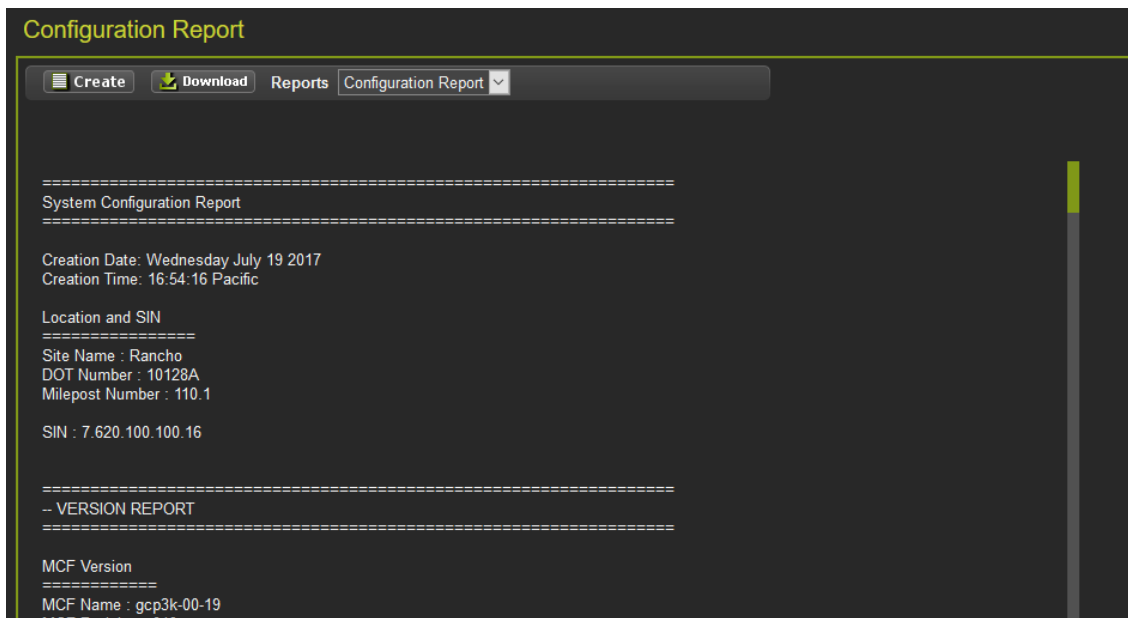 Configuration Report
Create Download Reports Configuration Report
==================================================================
System Configuration Report
==================================================================
Creation Date: Wednesday July 19 2017
Creation Time: 16:54:16 Pacific
Location and SIN
================
Site Name : Rancho
DOT Number : 10128A
Milepost Number : 110.1
SIN : 7.620.100.100.16
==================================================================
-- VERSION REPORT
==================================================================
MCF Version
============
MCF Name : gcp3k-00-19